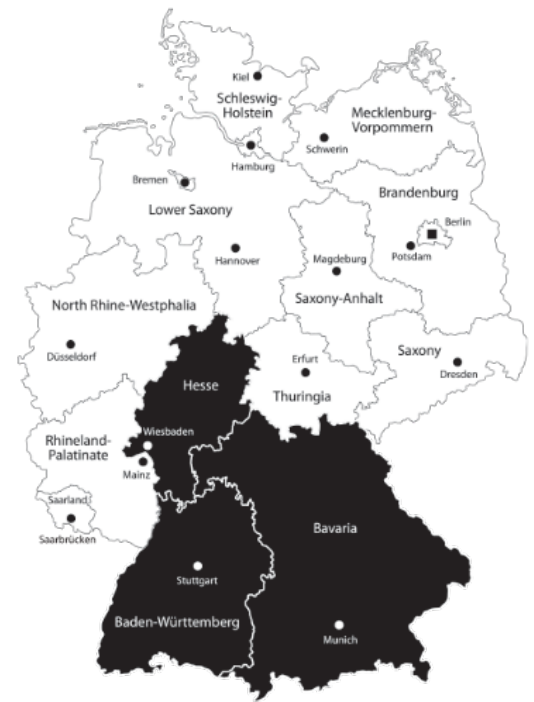 Kiel
Schleswig-
Holstein
Mecklenburg-
Vorpommern
Schwerin
Hamburg
Bremen
Lower Saxony
Brandenburg
Berlin
Hannover
Potsdam
Magdeburg
Saxony-Anhalt
North Rhine-Westphalia
Düsseldorf
Saxony
Dresden
Erfurt
Thuringia
Hesse
Wiesbaden
Rhineland-
Palatinate
Mainz
Saarland
Saarbrücken
Bavaria
Stuttgart
Baden-Württemberg
Munich